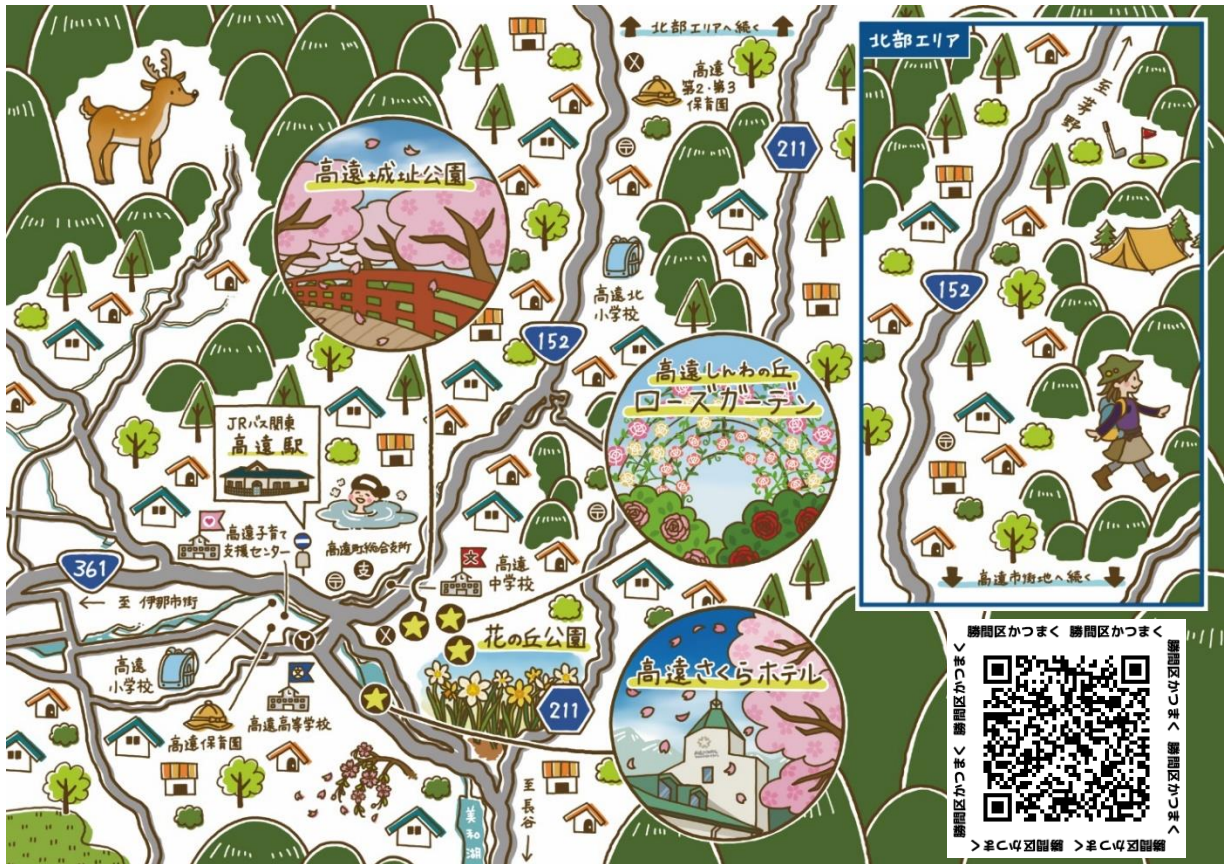 北部エリアへ続く
高遠
第2・第3
保育園
211
高遠城址公園
高遠北
小学校
152
高遠しんわの丘
ローズガーデン
JRバス関東
高遠駅
高遠子育て
支援センター
高遠町総合支所
支
高遠
中学校
361
← 至 伊那市街
花の丘公園
高遠
小学校
高遠保育園
高遠高等学校
高遠さくらホテル
211
美和湖
至長谷→
北部エリア
至茅野→
152
高遠市街地へ続く
勝間区かつまく 勝間区かつまく
勝間区かつまく 勝間区かつまく
勝間区かつまく 勝間区かつまく
勝間区かつまく 勝間区かつまく